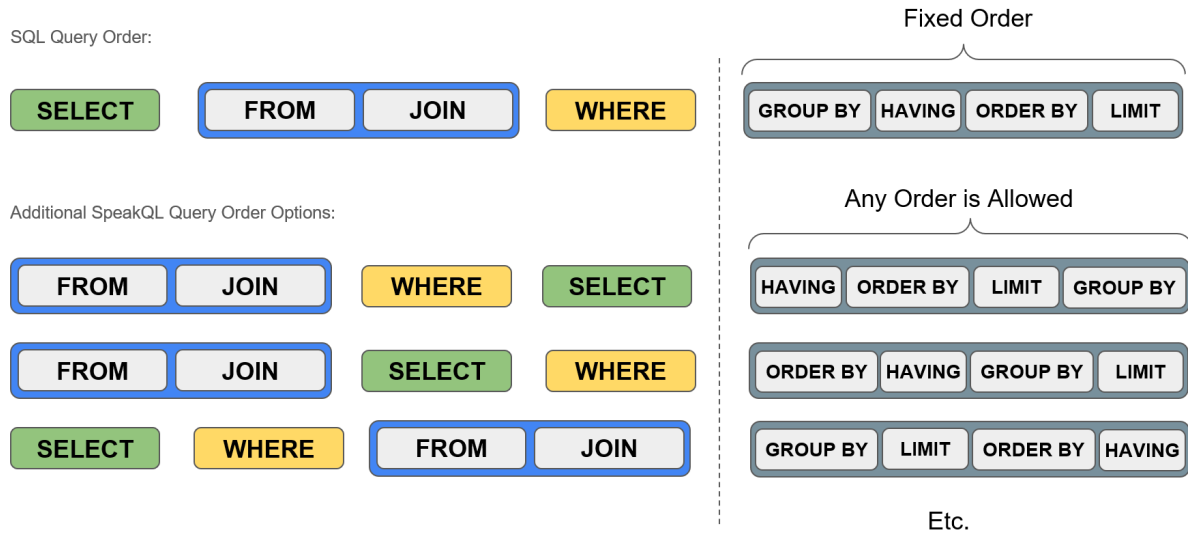 Fixed Order
SQL Query Order:
SELECT FROM JOIN WHERE GROUP BY HAVING ORDER BY LIMIT
Additional SpeakQL Query Order Options:
Any Order is Allowed
FROM JOIN WHERE SELECT HAVING ORDER BY LIMIT GROUP BY
FROM JOIN SELECT WHERE ORDER BY HAVING GROUP BY LIMIT
SELECT WHERE FROM JOIN GROUP BY LIMIT ORDER BY HAVING
Etc.